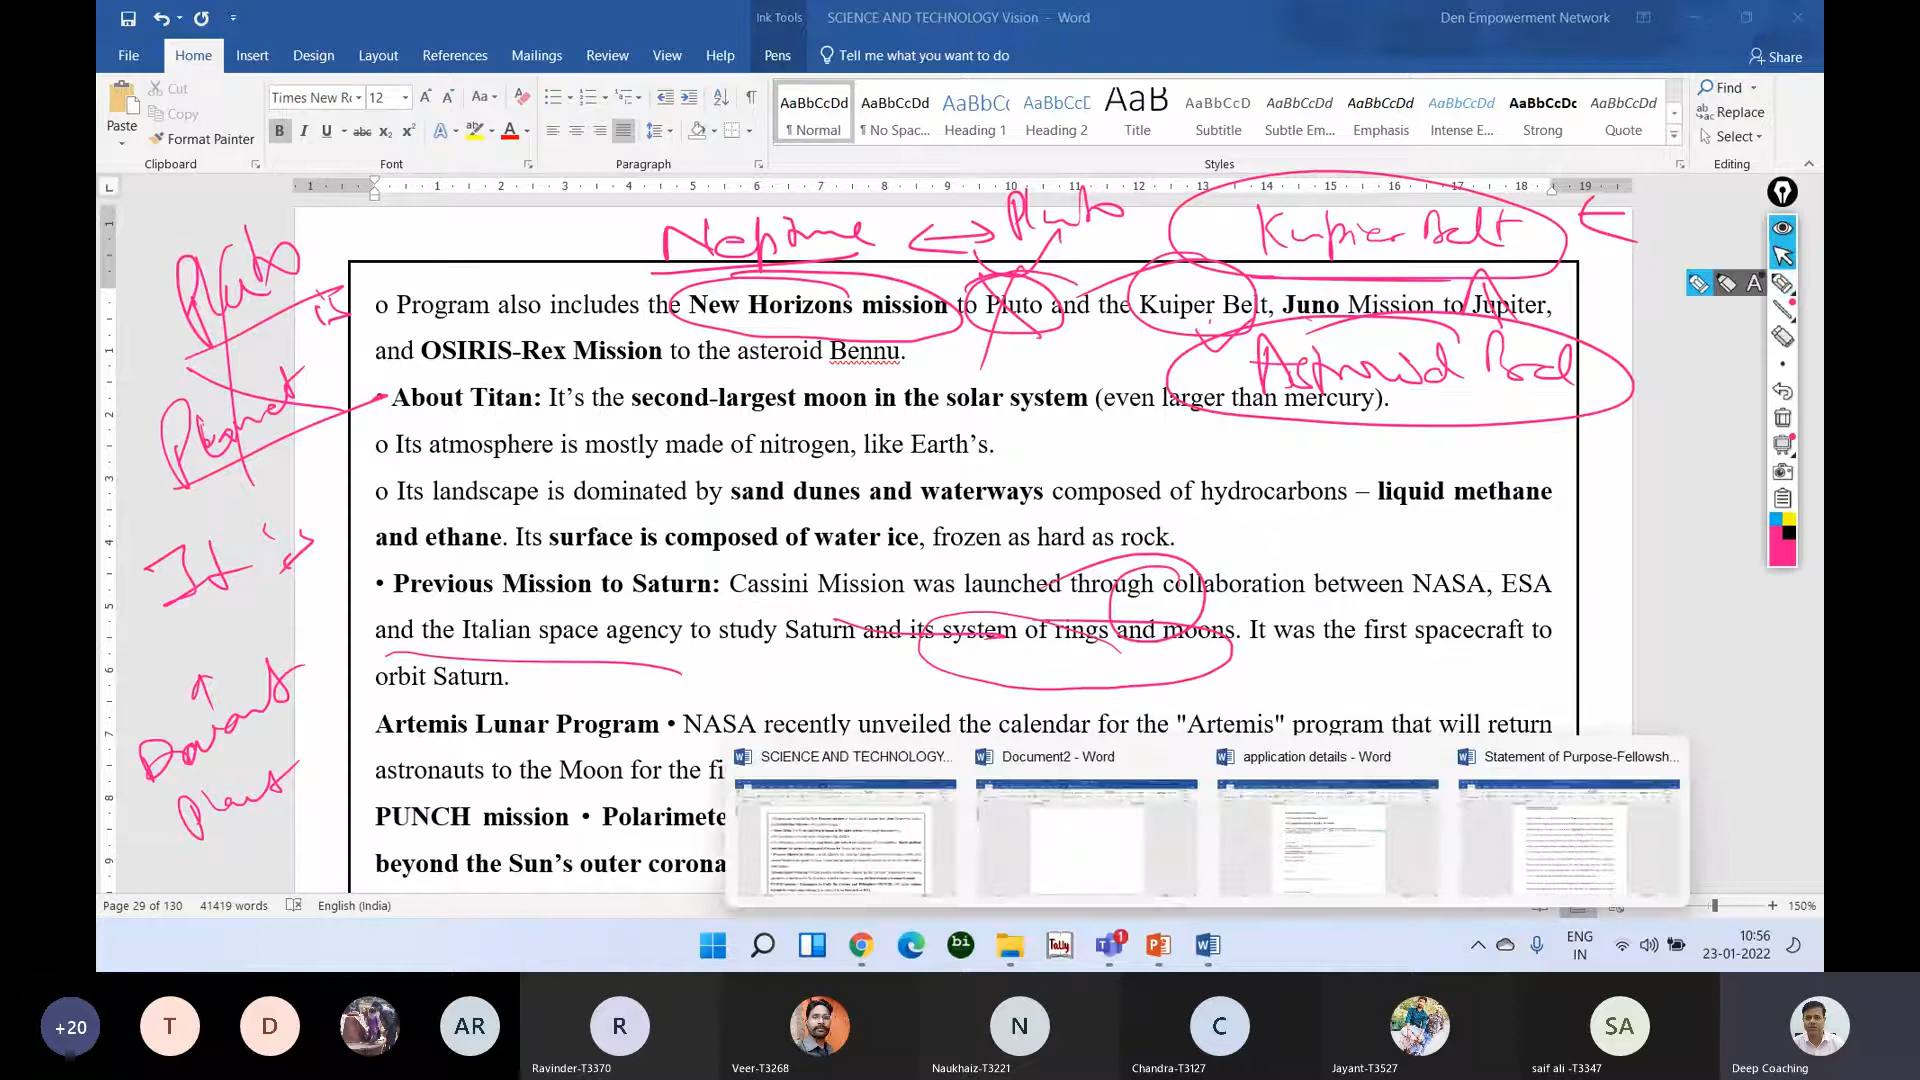 Ink Tools
SCIENCE AND TECHNOLOGY Vision - Word
Den Empowerment Network
File Home Insert Design Layout References Mailings Review View Help Pens Tell me what you want to do Share
Paste
Cut
Copy
Format Painter
Clipboard
Times New Ro 12
Font
Paragraph
AaBbCcDd AaBbCcDd AaBbCc AaBbCcD AaB AaBbCcD AaBbCcDd AaBbCcDd AaBbCcDd AaBbCcDc AaBbCcDd
¶ Normal ¶ No Spac... Heading 1 Heading 2 Title Subtitle Subtle Em... Emphasis Intense E... Strong Quote
Styles
Find
Replace
Select
Editing
Neptune Pluto Kuipier Belt
Pluto is
Planet
It is
Dowant
Planet
Asproid Bel
o Program also includes the New Horizons mission to Pluto and the Kuiper Belt, Juno Mission to Jupiter,
and OSIRIS-Rex Mission to the asteroid Bennu.
• About Titan: It's the second-largest moon in the solar system (even larger than mercury).
o Its atmosphere is mostly made of nitrogen, like Earth's.
o Its landscape is dominated by sand dunes and waterways composed of hydrocarbons – liquid methane
and ethane. Its surface is composed of water ice, frozen as hard as rock.
• Previous Mission to Saturn: Cassini Mission was launched through collaboration between NASA, ESA
and the Italian space agency to study Saturn and its system of rings and moons. It was the first spacecraft to
orbit Saturn.
Artemis Lunar Program • NASA recently unveiled the calendar for the "Artemis" program that will return
astronauts to the Moon for the fi
PUNCH mission • Polarimete
beyond the Sun's outer corona
SCIENCE AND TECHNOLOGY... Document2 - Word application details - Word Statement of Purpose-Fellowsh...
Page 29 of 130 41419 words English (India) 150%
bi Tally 1
ENG
IN
10:56
23-01-2022
+20 T D AR R N C SA
Ravinder-T3370 Veer-T3268 Naukhaiz-T3221 Chandra-T3127 Jayant-T3527 saif ali -T3347 Deep Coaching